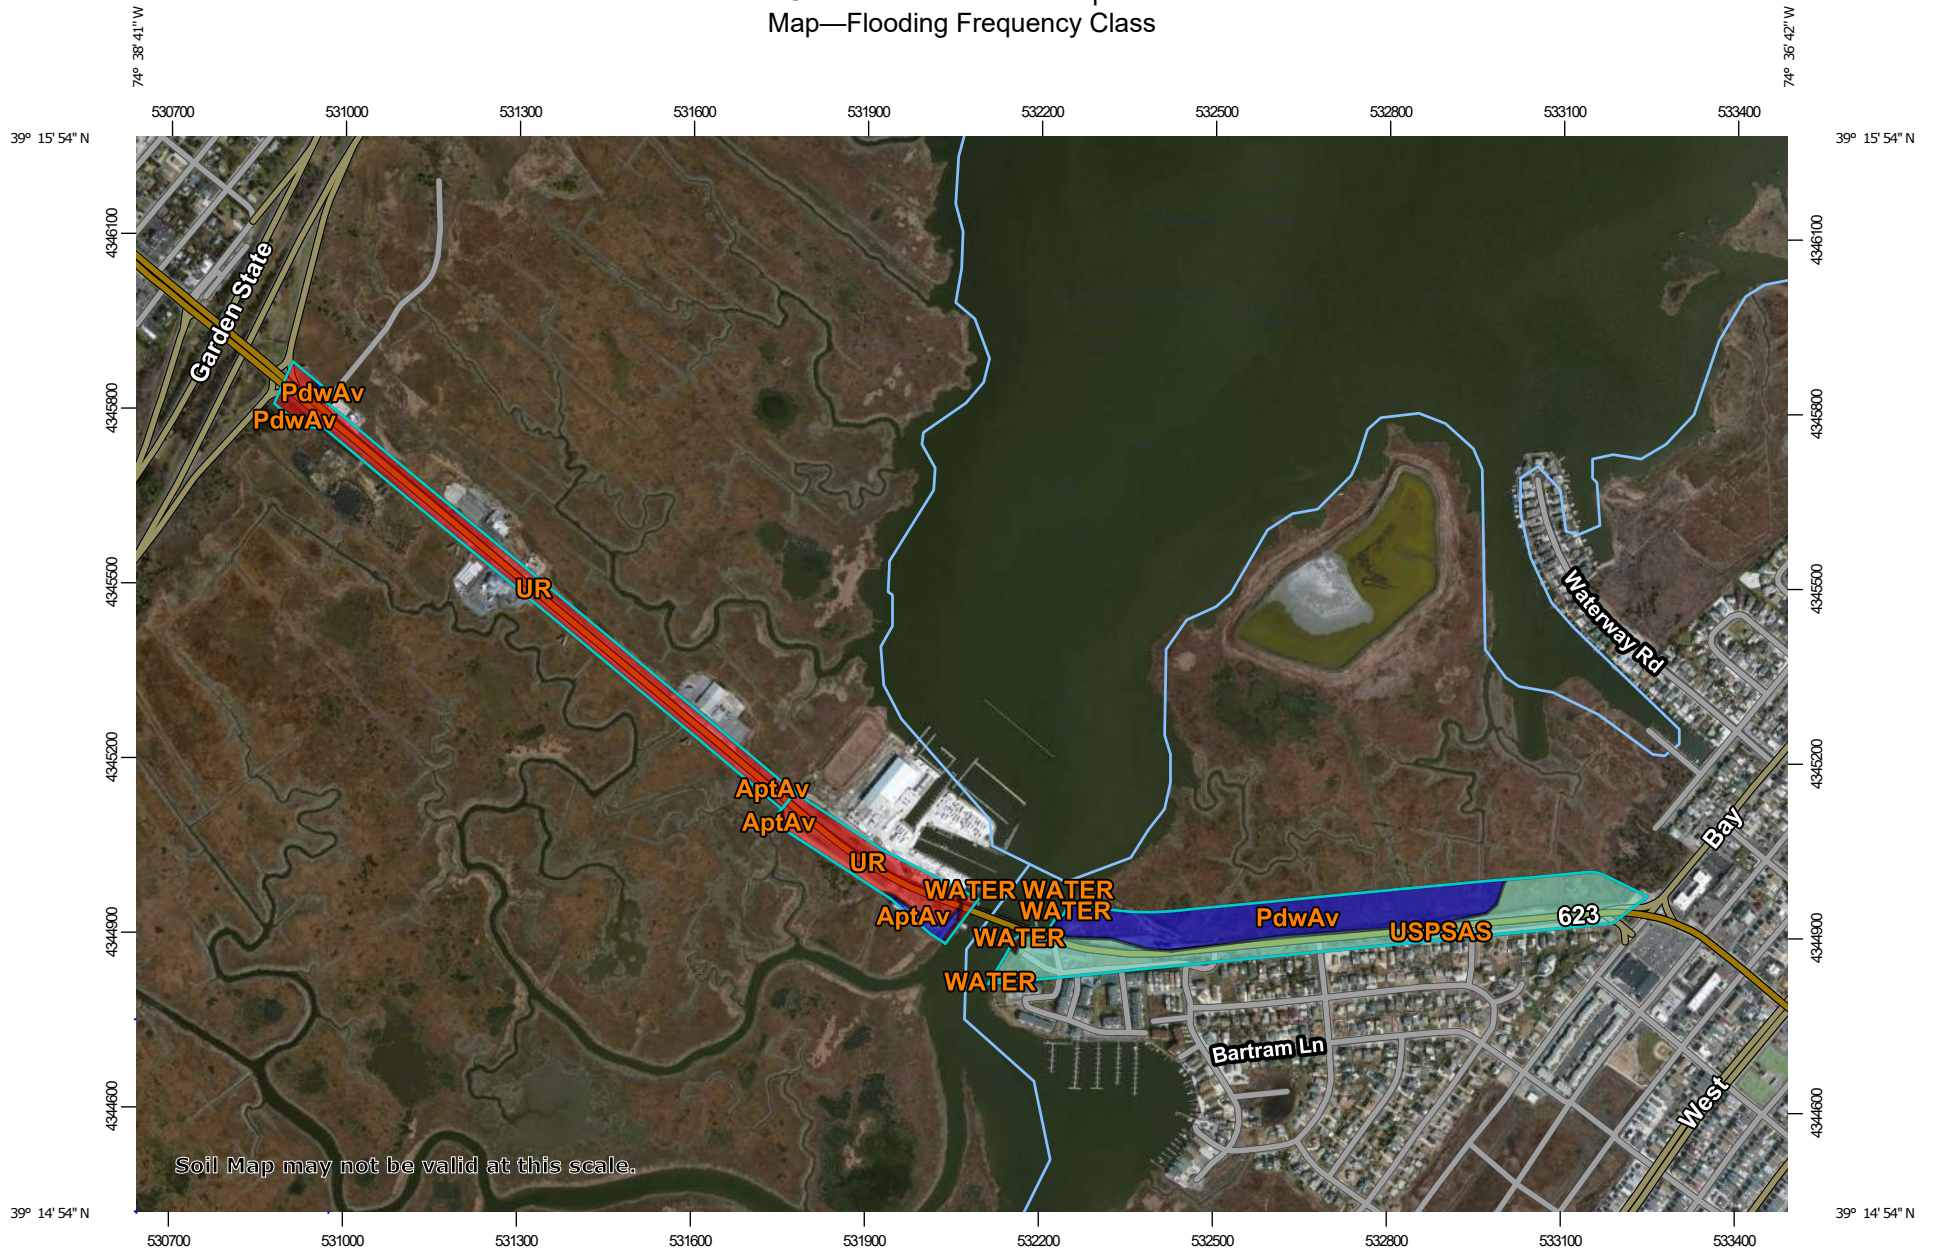 Map—Flooding Frequency Class
74° 38' 41'' W
74° 36' 42'' W
530700 531000 531300 531600 531900 532200 532500 532800 533100 533400
39° 15' 54'' N
39° 15' 54'' N
4346100
4346100
Garden State
PdwAv
PdwAv
4345800
4345800
4345500
4345500
UR
Waterway Rd
4345200
4345200
AptAv
AptAv
Bay
UR
WATER WATER
WATER
AptAv
PdwAv
623
4344900
4344900
WATER
USPSAS
WATER
Bartram Ln
West
4344600
4344600
Soil Map may not be valid at this scale.
39° 14' 54'' N
39° 14' 54'' N
530700 531000 531300 531600 531900 532200 532500 532800 533100 533400